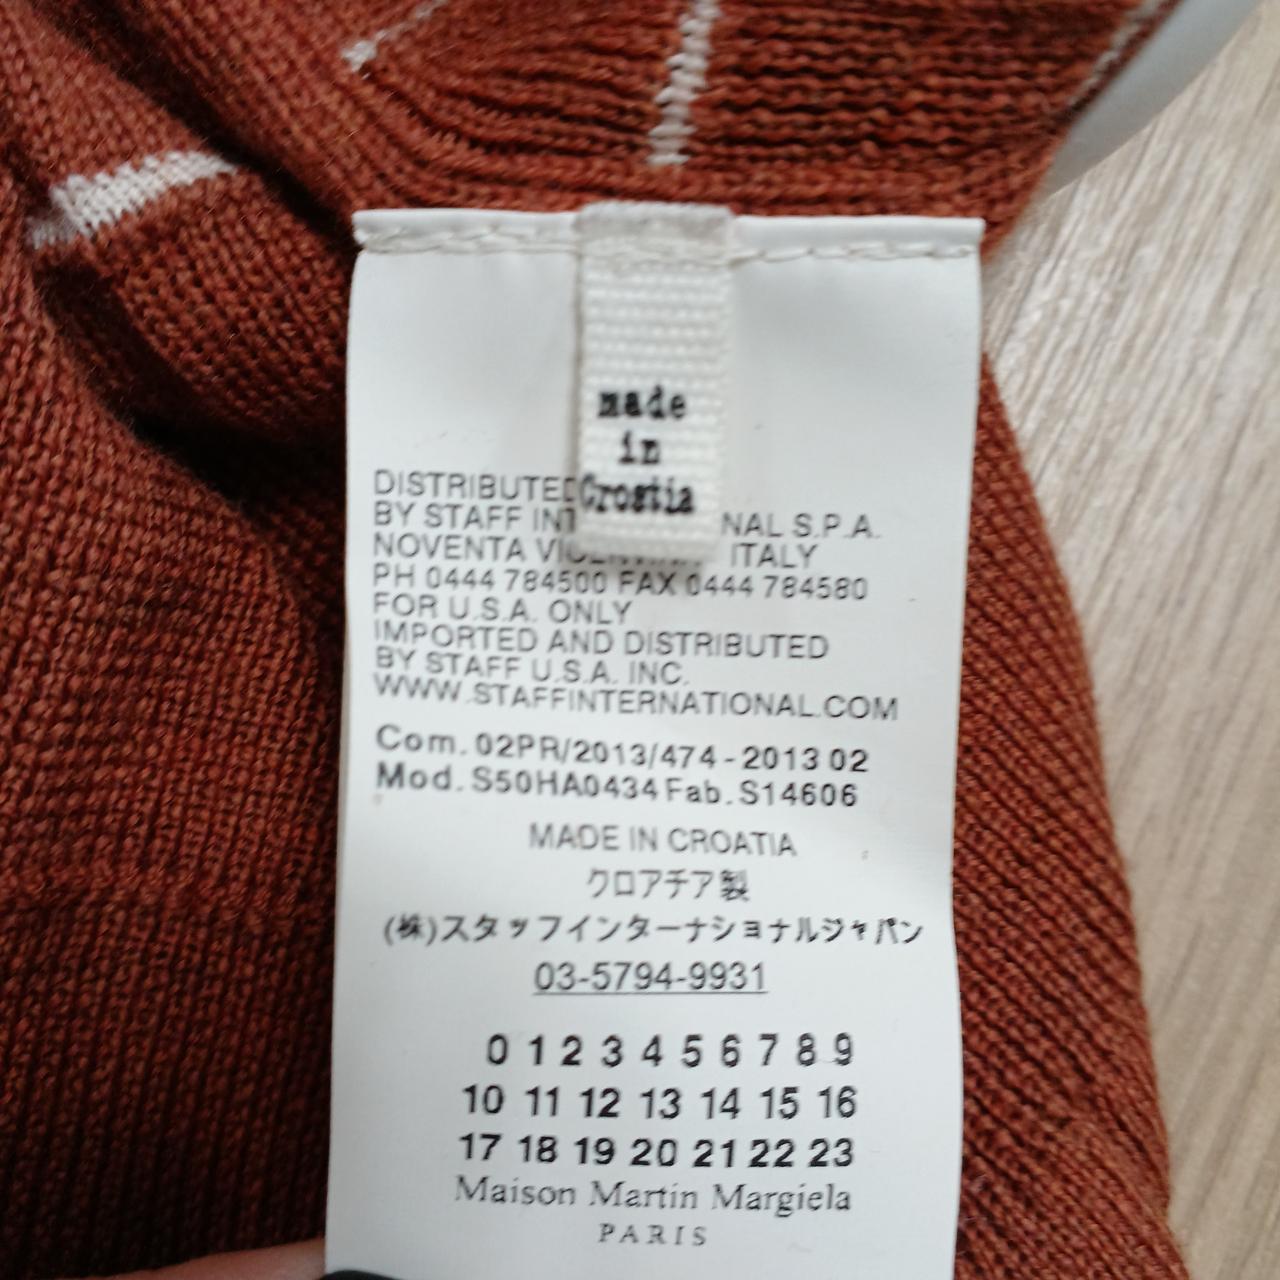 made
in
Croatia
DISTRIBUTED
BY STAFF INT NAL S.P.A.
NOVENTA ITALY
PH 0444 784500 FAX 0444 784580
FOR U.S.A. ONLY
IMPORTED AND DISTRIBUTED
BY STAFF U.S.A. INC.
WWW.STAFFINTERNATIONAL.COM
Com. 02PR/2013/474 - 2013 02
Mod. S50HA0434 Fab. S14606
MADE IN CROATIA
クロアチア製
(株)スタッフインターナショナルジャパン
03-5794-9931
0 1 2 3 4 5 6 7 8 9
10 11 12 13 14 15 16
17 18 19 20 21 22 23
Maison Martin Margiela
PARIS